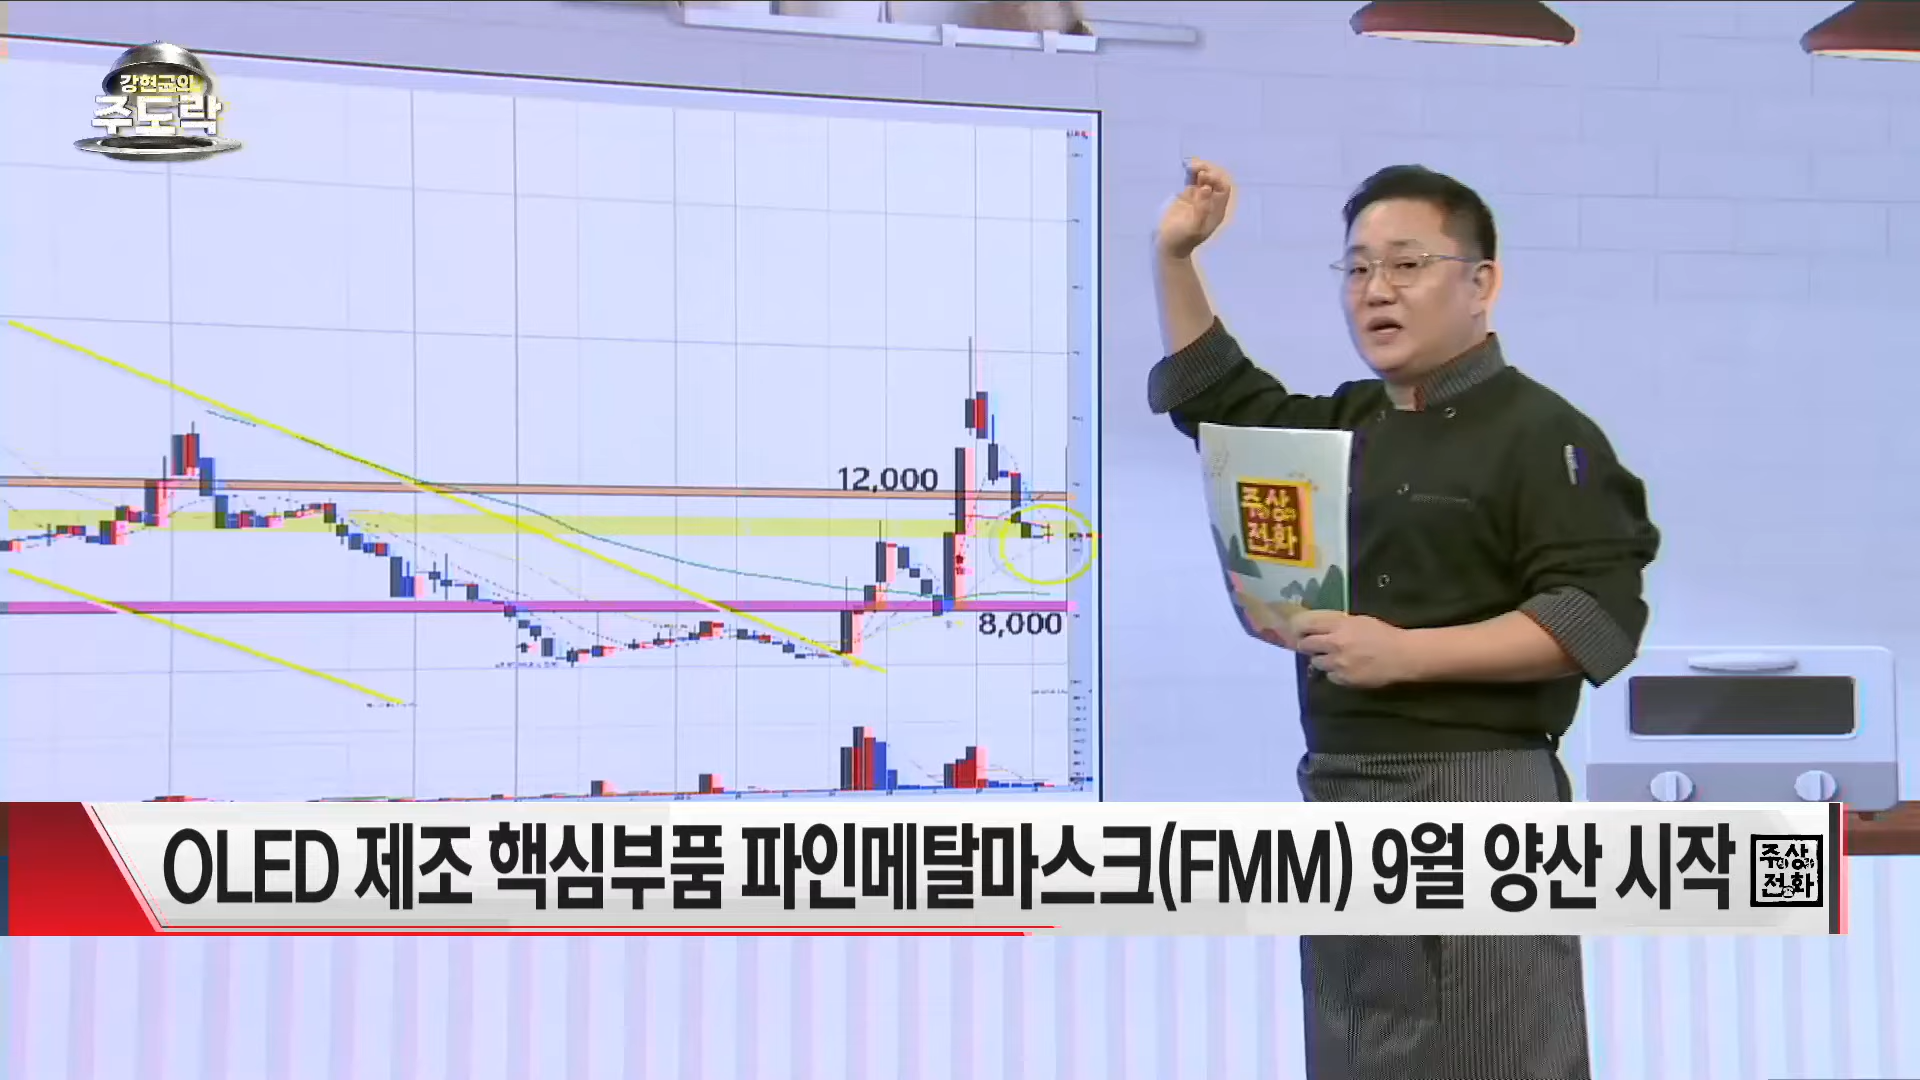 강현균의
주도락
12,000
8,000
주상
전화
OLED 제조 핵심부품 파인메탈마스크(FMM) 9월 양산 시작
주상
전화